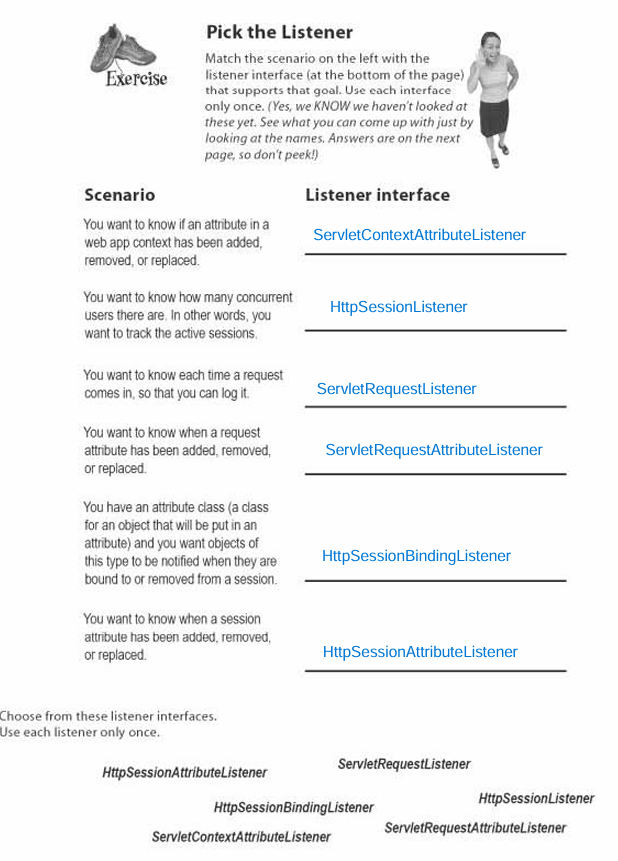 Exercise
Pick the Listener
Match the scenario on the left with the
listener interface (at the bottom of the page)
that supports that goal. Use each interface
only once. (Yes, we KNOW we haven't looked at
these yet. See what you can come up with just by
looking at the names. Answers are on the next
page, so don't peek!)
Scenario
Listener interface
You want to know if an attribute in a
web app context has been added,
removed, or replaced.
ServletContextAttributeListener
You want to know how many concurrent
users there are. In other words, you
want to track the active sessions.
HttpSessionListener
You want to know each time a request
comes in, so that you can log it.
ServletRequestListener
You want to know when a request
attribute has been added, removed,
or replaced.
ServletRequestAttributeListener
You have an attribute class (a class
for an object that will be put in an
attribute) and you want objects of
this type to be notified when they are
bound to or removed from a session.
HttpSessionBindingListener
You want to know when a session
attribute has been added, removed,
or replaced.
HttpSessionAttributeListener
Choose from these listener interfaces.
Use each listener only once.
ServletRequestListener
HttpSessionAttributeListener
HttpSessionListener
HttpSessionBindingListener
ServletRequestAttributeListener
ServletContextAttributeListener